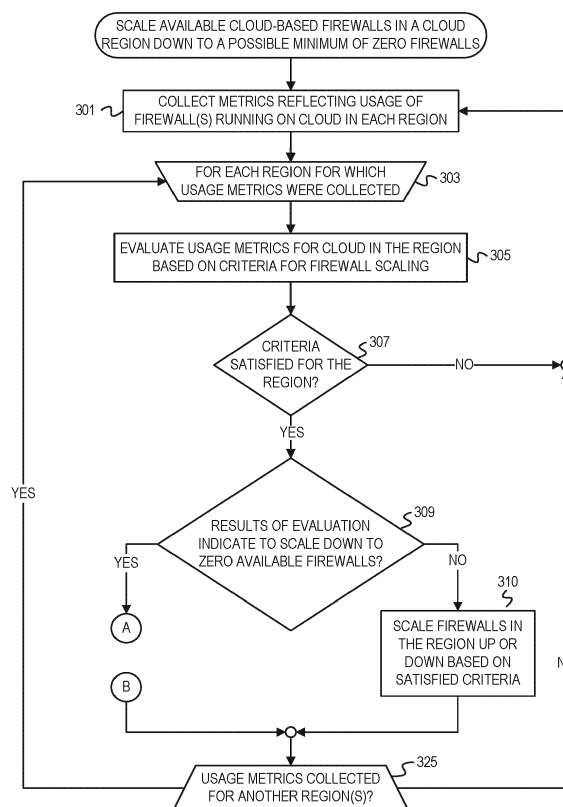 SCALE AVAILABLE CLOUD-BASED FIREWALLS IN A CLOUD
REGION DOWN TO A POSSIBLE MINIMUM OF ZERO FIREWALLS
301
COLLECT METRICS REFLECTING USAGE OF
FIREWALL(S) RUNNING ON CLOUD IN EACH REGION
FOR EACH REGION FOR WHICH
USAGE METRICS WERE COLLECTED
303
EVALUATE USAGE METRICS FOR CLOUD IN THE REGION
BASED ON CRITERIA FOR FIREWALL SCALING
305
307
CRITERIA
SATISFIED FOR THE
REGION?
NO
YES
YES
309
RESULTS OF EVALUATION
INDICATE TO SCALE DOWN TO
ZERO AVAILABLE FIREWALLS?
YES
NO
310
A
SCALE FIREWALLS IN
THE REGION UP OR
DOWN BASED ON
SATISFIED CRITERIA
B
325
USAGE METRICS COLLECTED
FOR ANOTHER REGION(S)?